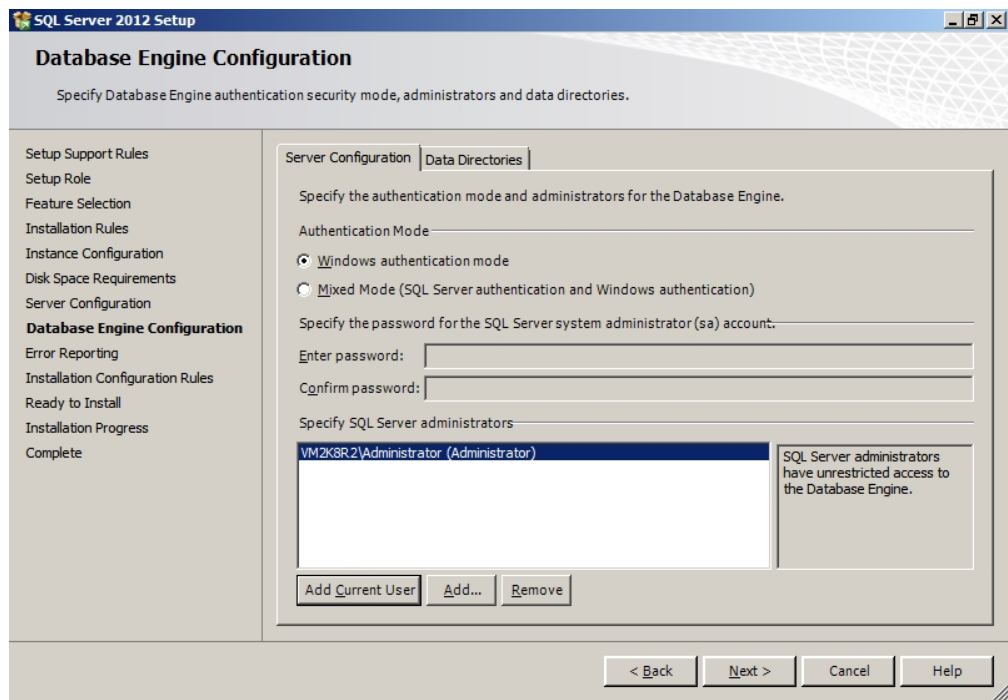 SQL Server 2012 Setup
Database Engine Configuration
Specify Database Engine authentication security mode, administrators and data directories.
Setup Support Rules
Setup Role
Feature Selection
Installation Rules
Instance Configuration
Disk Space Requirements
Server Configuration
Database Engine Configuration
Error Reporting
Installation Configuration Rules
Ready to Install
Installation Progress
Complete
Server Configuration
Data Directories
Specify the authentication mode and administrators for the Database Engine.
Authentication Mode
Windows authentication mode
Mixed Mode (SQL Server authentication and Windows authentication)
Specify the password for the SQL Server system administrator (sa) account.
Enter password:
Confirm password:
Specify SQL Server administrators
VM2K8R2\Administrator (Administrator)
SQL Server administrators
have unrestricted access to
the Database Engine.
Add Current User
Add...
Remove
< Back
Next >
Cancel
Help